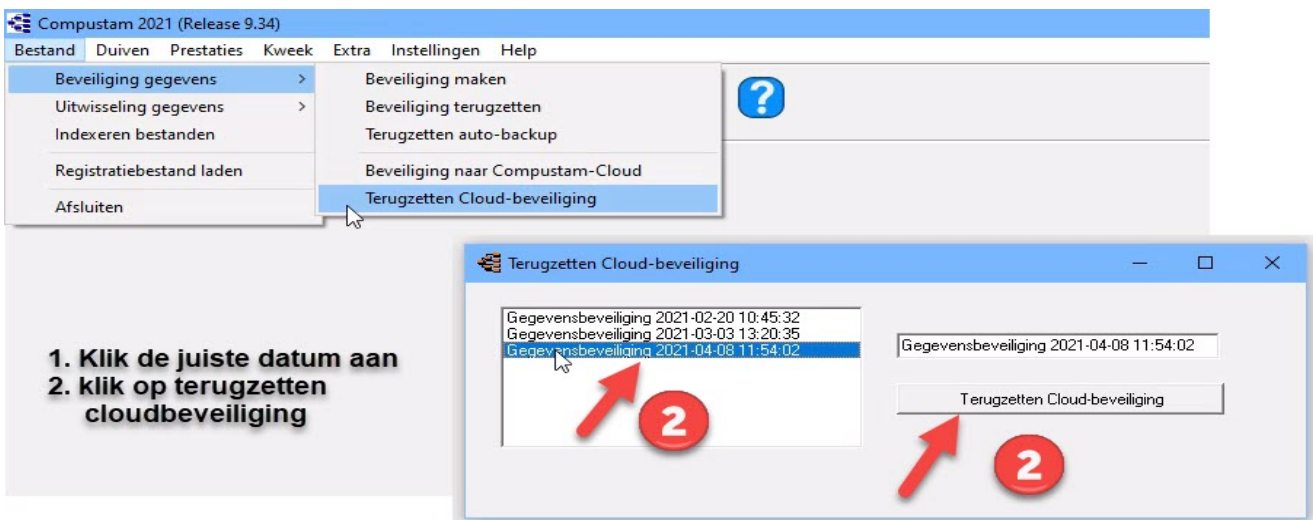 Compustam 2021 (Release 9.34)
Bestand Duiven Prestaties Kweek Extra Instellingen Help
Beveiliging gegevens >
Uitwisseling gegevens >
Indexeren bestanden
Registratiebestand laden
Afsluiten
Beveiliging maken
Beveiliging terugzetten
Terugzetten auto-backup
Beveiliging naar Compustam-Cloud
Terugzetten Cloud-beveiliging
?
Terugzetten Cloud-beveiliging
Gegevensbeveiliging 2021-02-20 10:45:32
Gegevensbeveiliging 2021-03-03 13:20:35
Gegevensbeveiliging 2021-04-08 11:54:02
Gegevensbeveiliging 2021-04-08 11:54:02
Terugzetten Cloud-beveiliging
2
2
1. Klik de juiste datum aan
2. klik op terugzetten
cloudbeveiliging